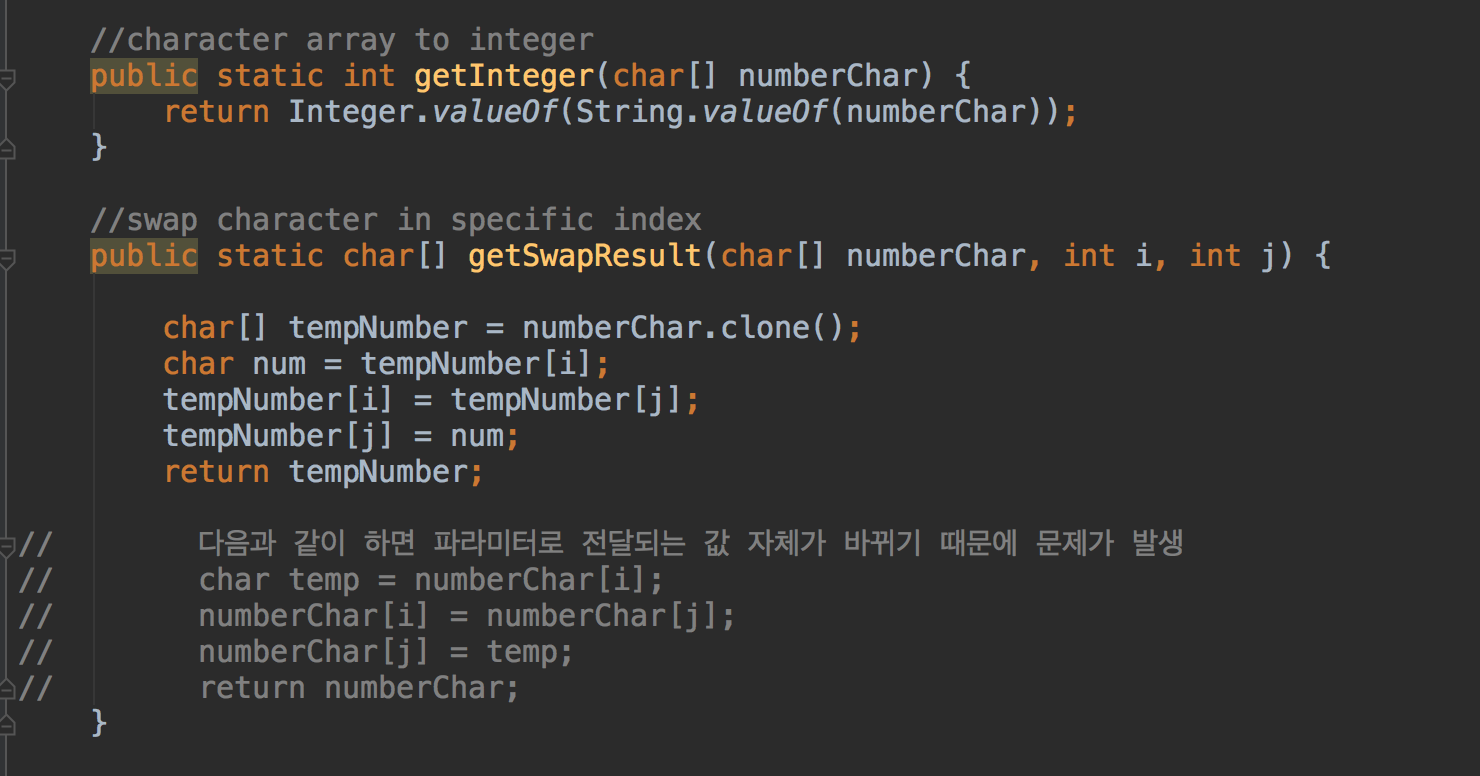 //character array to integer
public static int getInteger(char[] numberChar) {
return Integer.valueOf(String.valueOf(numberChar));
}
//swap character in specific index
public static char[] getSwapResult(char[] numberChar, int i, int j) {
char[] tempNumber = numberChar.clone();
char num = tempNumber[i];
tempNumber[i] = tempNumber[j];
tempNumber[j] = num;
return tempNumber;
// 다음과 같이 하면 파라미터로 전달되는 값 자체가 바뀌기 때문에 문제가 발생
// char temp = numberChar[i];
// numberChar[i] = numberChar[j];
// numberChar[j] = temp;
// return numberChar;
}